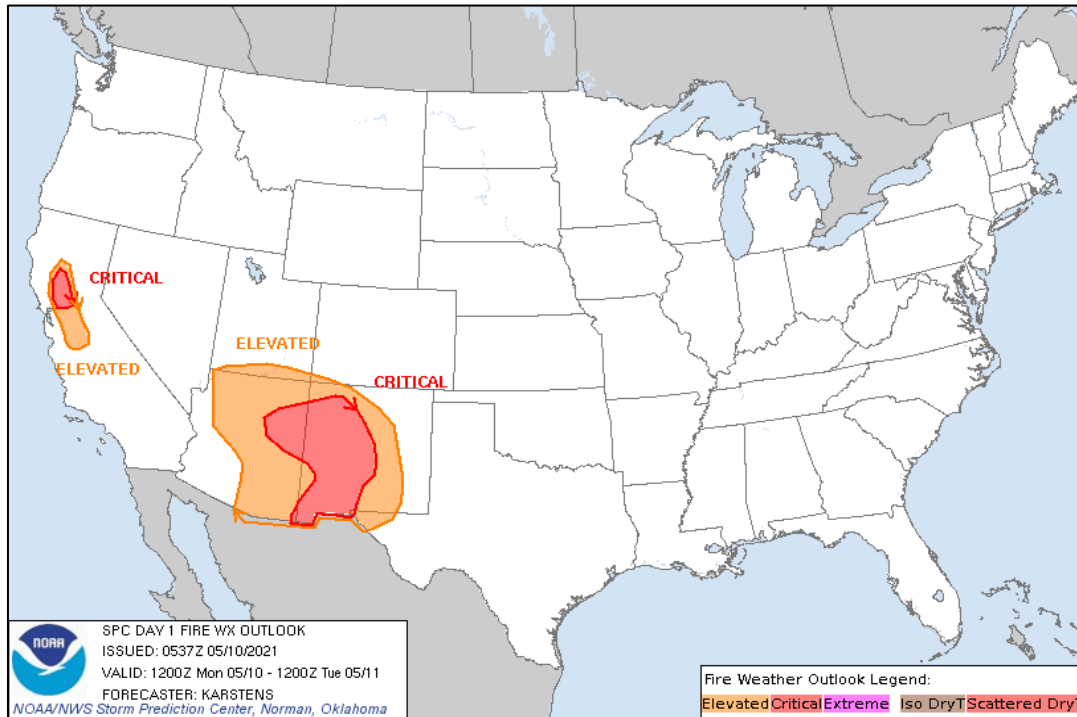 CRITICAL
ELEVATED
ELEVATED
CRITICAL
SPC DAY 1 FIRE WX OUTLOOK
ISSUED: 0537Z 05/10/2021
VALID: 1200Z Mon 05/10 - 1200Z Tue 05/11
FORECASTER: KARSTENS
NOAA/NWS Storm Prediction Center, Norman, Oklahoma
NOAA
Fire Weather Outlook Legend:
Elevated Critical Extreme Iso DryT Scattered DryT